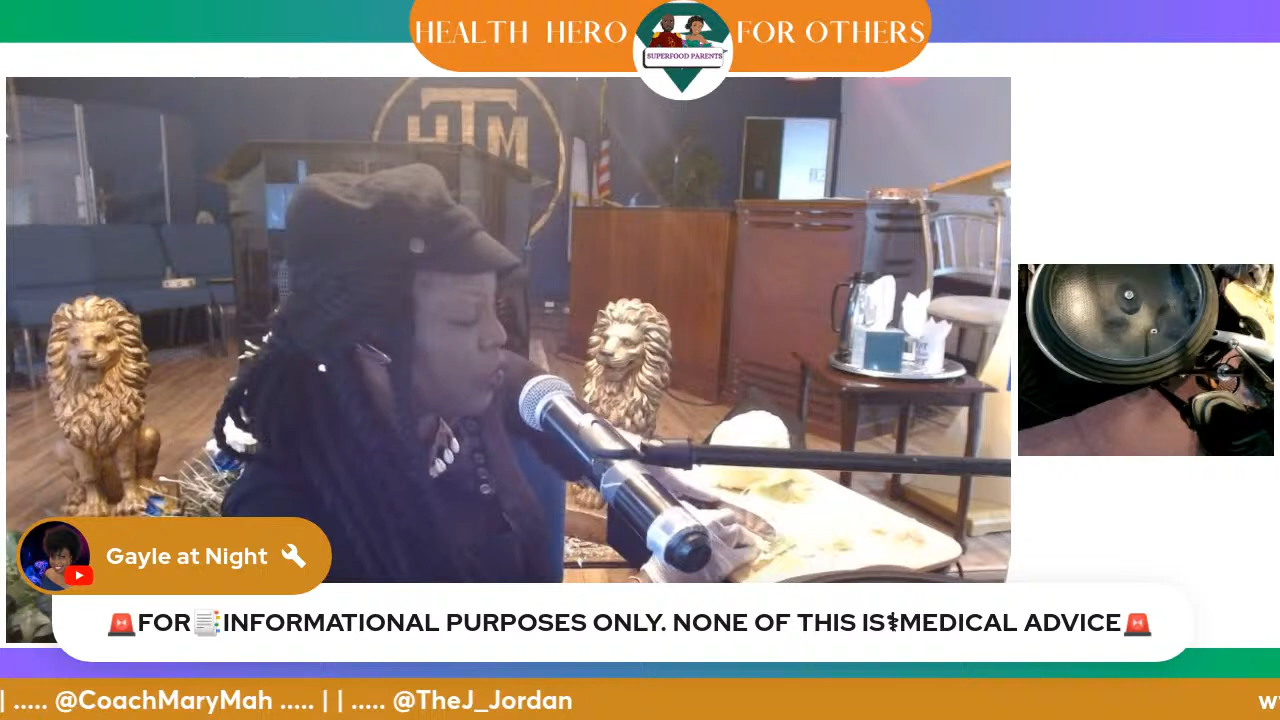 HEALTH HERO FOR OTHERS
SUPERFOOD PARENTS
HTM
Gayle at Night
🚨FOR📑INFORMATIONAL PURPOSES ONLY. NONE OF THIS IS⚕MEDICAL ADVICE🚨
| ..... @CoachMaryMah ..... | | ..... @TheJ_Jordan